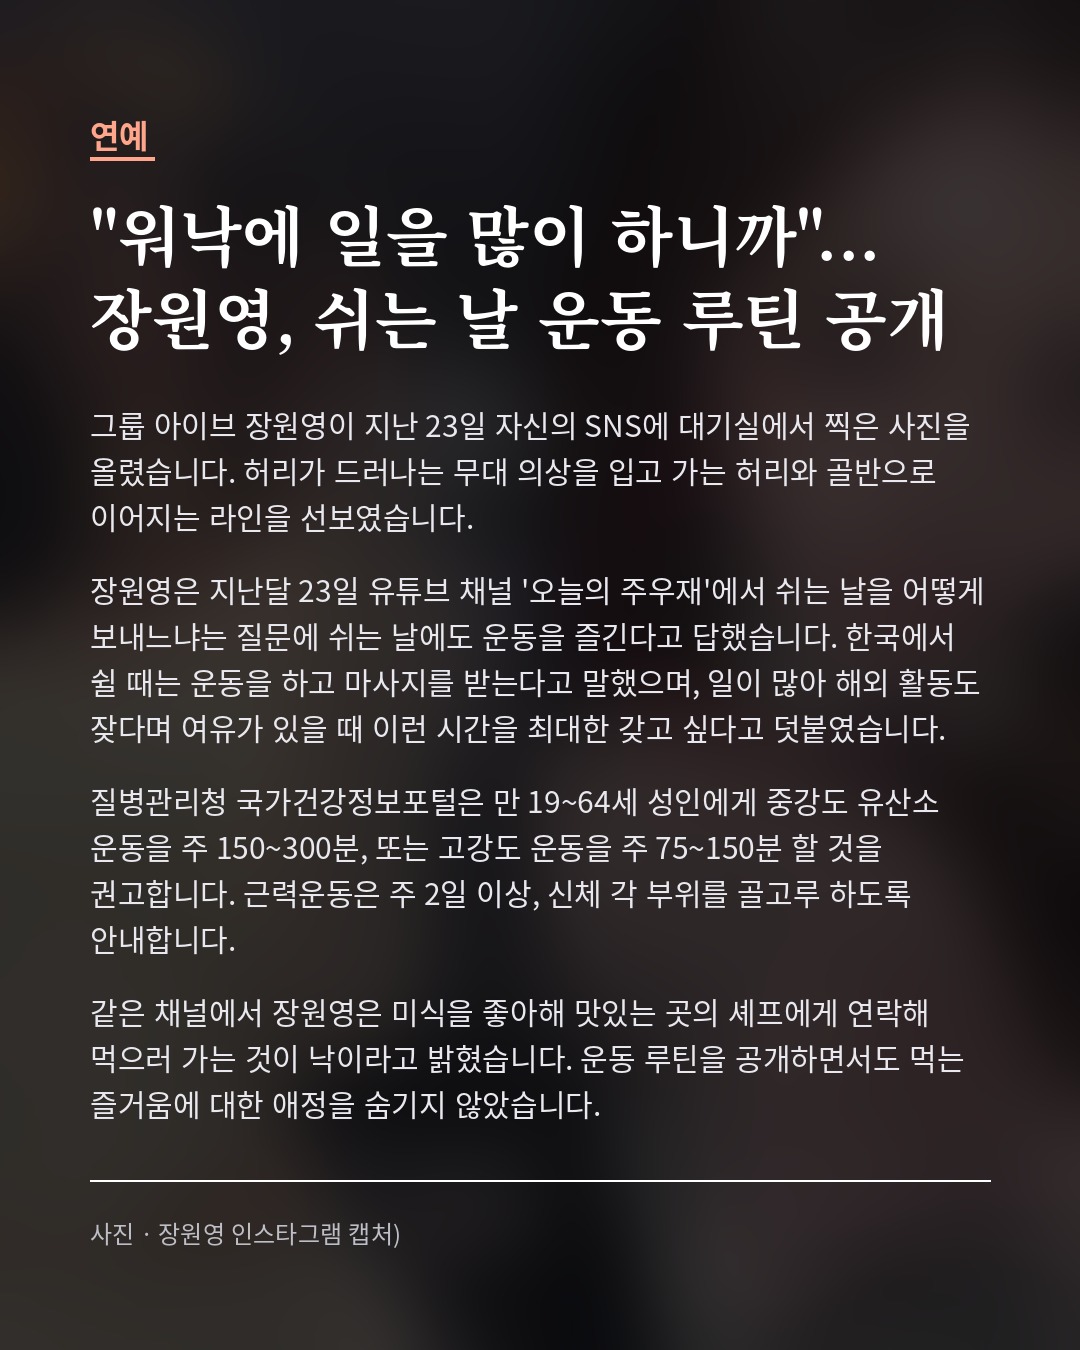 연예
"워낙에 일을 많이 하니까"...
장원영, 쉬는 날 운동 루틴 공개
그룹 아이브 장원영이 지난 23일 자신의 SNS에 대기실에서 찍은 사진을
올렸습니다. 허리가 드러나는 무대 의상을 입고 가는 허리와 골반으로
이어지는 라인을 선보였습니다.
장원영은 지난달 23일 유튜브 채널 '오늘의 주우재'에서 쉬는 날을 어떻게
보내느냐는 질문에 쉬는 날에도 운동을 즐긴다고 답했습니다. 한국에서
쉴 때는 운동을 하고 마사지를 받는다고 말했으며, 일이 많아 해외 활동도
잦다며 여유가 있을 때 이런 시간을 최대한 갖고 싶다고 덧붙였습니다.
질병관리청 국가건강정보포털은 만 19~64세 성인에게 중강도 유산소
운동을 주 150~300분, 또는 고강도 운동을 주 75~150분 할 것을
권고합니다. 근력운동은 주 2일 이상, 신체 각 부위를 골고루 하도록
안내합니다.
같은 채널에서 장원영은 미식을 좋아해 맛있는 곳의 셰프에게 연락해
먹으러 가는 것이 낙이라고 밝혔습니다. 운동 루틴을 공개하면서도 먹는
즐거움에 대한 애정을 숨기지 않았습니다.
사진 · 장원영 인스타그램 캡처)